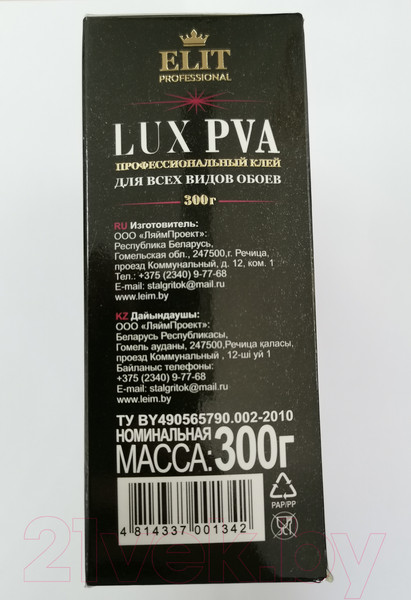 ELIT
PROFESSIONAL
LUX PVA
ПРОФЕССИОНАЛЬНЫЙ КЛЕЙ
ДЛЯ ВСЕХ ВИДОВ ОБОЕВ
300 г
RU Изготовитель:
ООО «ЛяймПроект»:
Республика Беларусь,
Гомельская обл., 247500,г. Речица,
проезд Коммунальный, д. 12, ком. 1
Тел.: +375 (2340) 9-77-68
E-mail: stalgritok@mail.ru
www.leim.by
KZ Дайындаушы:
ООО «ЛяймПроект»:
Беларусь Республикасы,
Гомель ауданы, 247500,Речица қаласы,
проезд Коммунальный , 12-ші уй 1
Байланыс телефоны:
+375 (2340) 9-77-68
E-mail: stalgritok@mail.ru
www.leim.by
ТУ BY490565790.002-2010
НОМИНАЛЬНАЯ
МАССА: 300г
PAP/PP
4 814337 001342
21vek.by